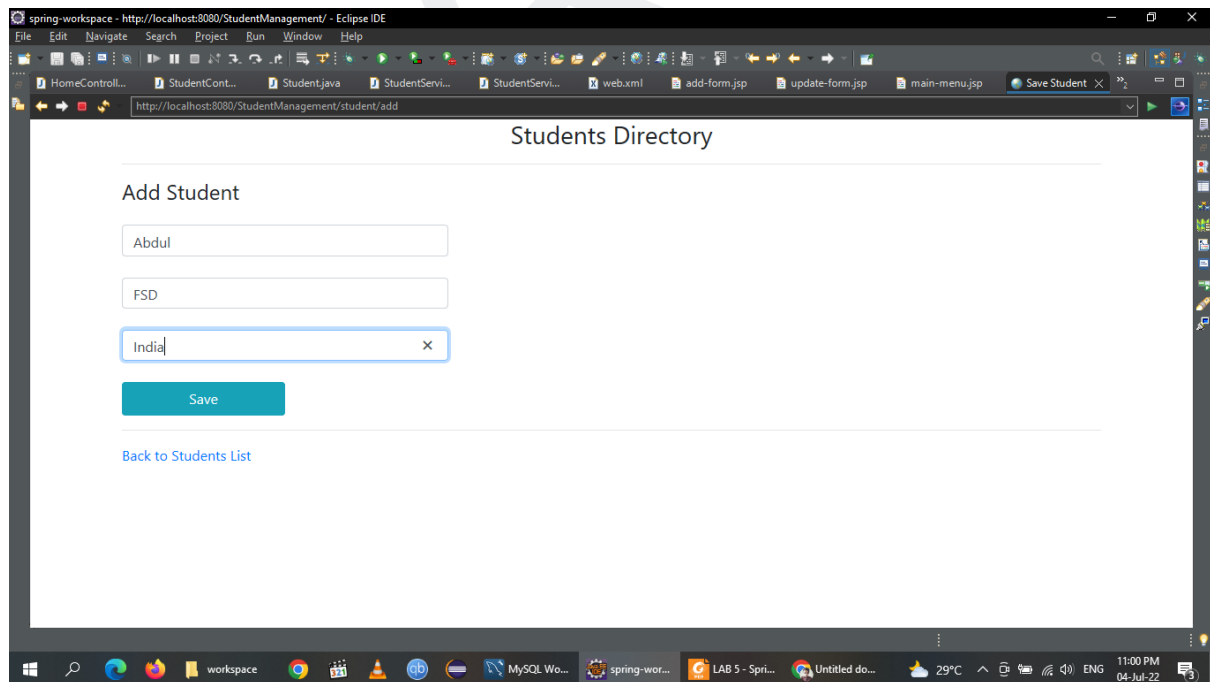 spring-workspace - http://localhost:8080/StudentManagement/ - Eclipse IDE
File Edit Navigate Search Project Run Window Help
HomeControll... StudentCont... Student.java StudentServi... StudentServi... web.xml add-form.jsp update-form.jsp main-menu.jsp Save Student 2
http://localhost:8080/StudentManagement/student/add
Students Directory
Add Student
Abdul
FSD
India
Save
Back to Students List
workspace MySQL Wo... spring-wor... LAB 5 - Spri... Untitled do... 29°C ENG 11:00 PM
04-Jul-22